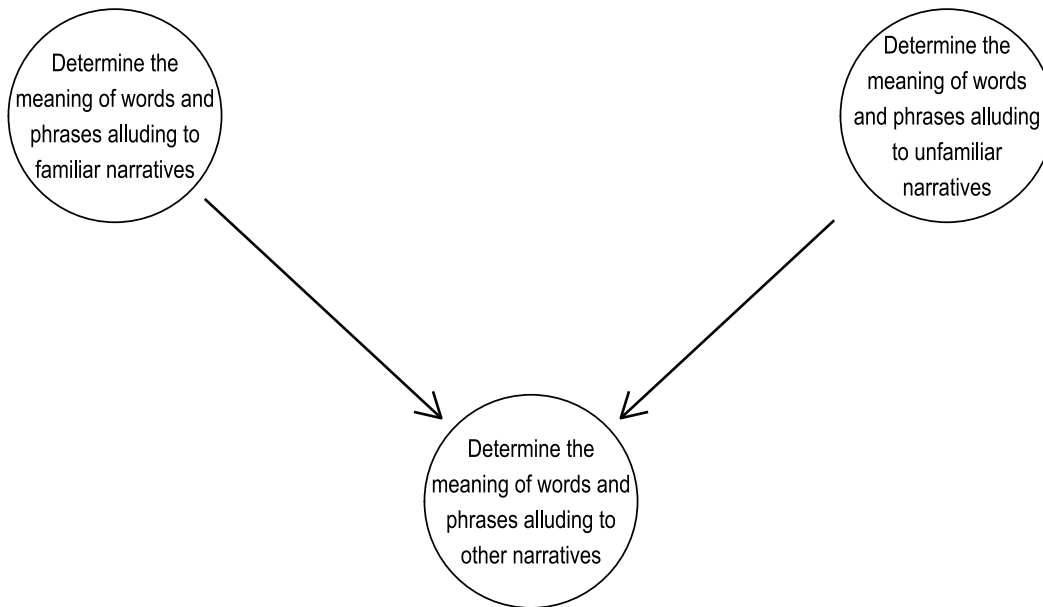 Determine the
meaning of words and
phrases alluding to
familiar narratives
Determine the
meaning of words
and phrases alluding
to unfamiliar
narratives
Determine the
meaning of words and
phrases alluding to
other narratives